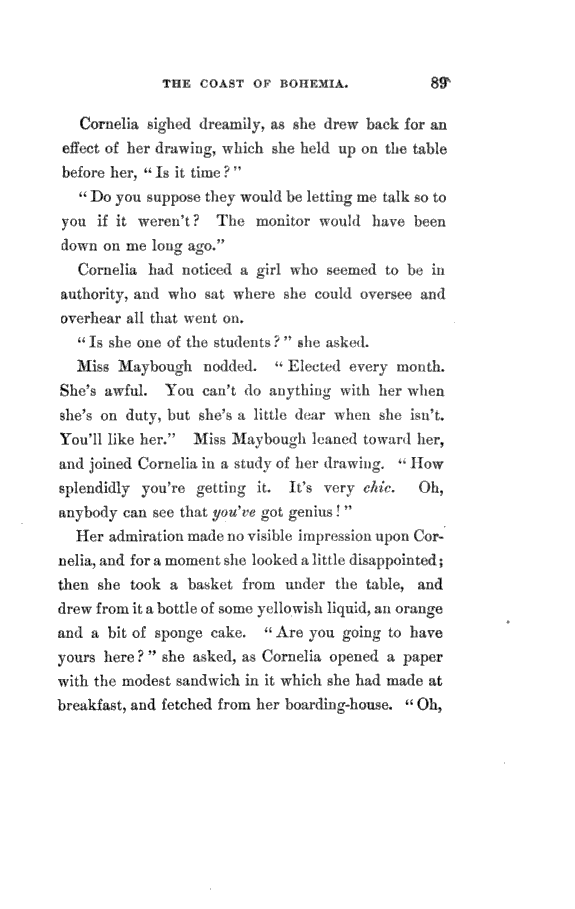 THE COAST OF BOHEMIA. 89
Cornelia sighed dreamily, as she drew back for an
effect of her drawing, which she held up on the table
before her, “Is it time?”
“Do you suppose they would be letting me talk so to
you if it weren't? The monitor would have been
down on me long ago.”
Cornelia had noticed a girl who seemed to be in
authority, and who sat where she could oversee and
overhear all that went on.
“Is she one of the students?” she asked.
Miss Maybough nodded. “Elected every month.
She's awful. You can't do anything with her when
she's on duty, but she's a little dear when she isn't.
You'll like her.” Miss Maybough leaned toward her,
and joined Cornelia in a study of her drawing. “How
splendidly you're getting it. It's very chic. Oh,
anybody can see that you've got genius!”
Her admiration made no visible impression upon Cor-
nelia, and for a moment she looked a little disappointed;
then she took a basket from under the table, and
drew from it a bottle of some yellowish liquid, an orange
and a bit of sponge cake. “Are you going to have
yours here?” she asked, as Cornelia opened a paper
with the modest sandwich in it which she had made at
breakfast, and fetched from her boarding-house. “Oh,